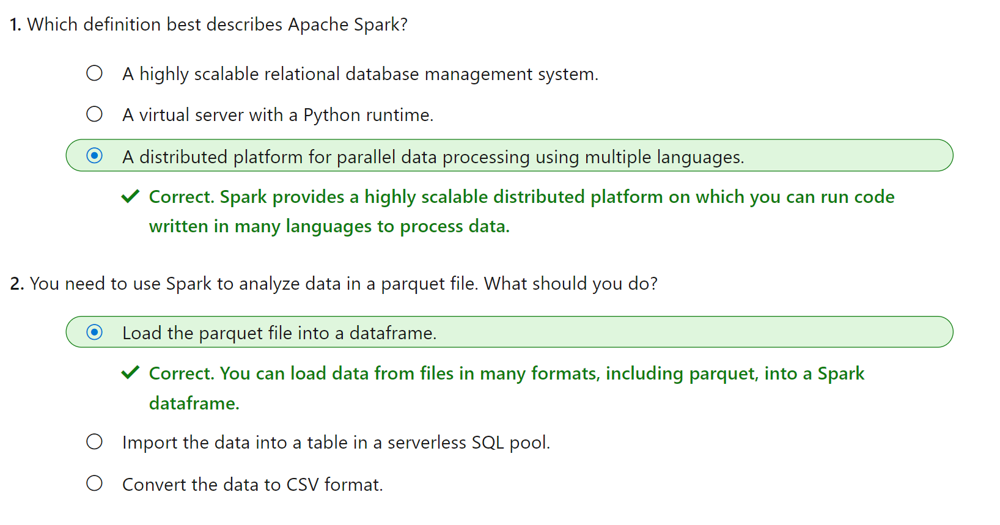 1. Which definition best describes Apache Spark?
A highly scalable relational database management system.
A virtual server with a Python runtime.
A distributed platform for parallel data processing using multiple languages.
Correct. Spark provides a highly scalable distributed platform on which you can run code
written in many languages to process data.
2. You need to use Spark to analyze data in a parquet file. What should you do?
Load the parquet file into a dataframe.
Correct. You can load data from files in many formats, including parquet, into a Spark
dataframe.
Import the data into a table in a serverless SQL pool.
Convert the data to CSV format.